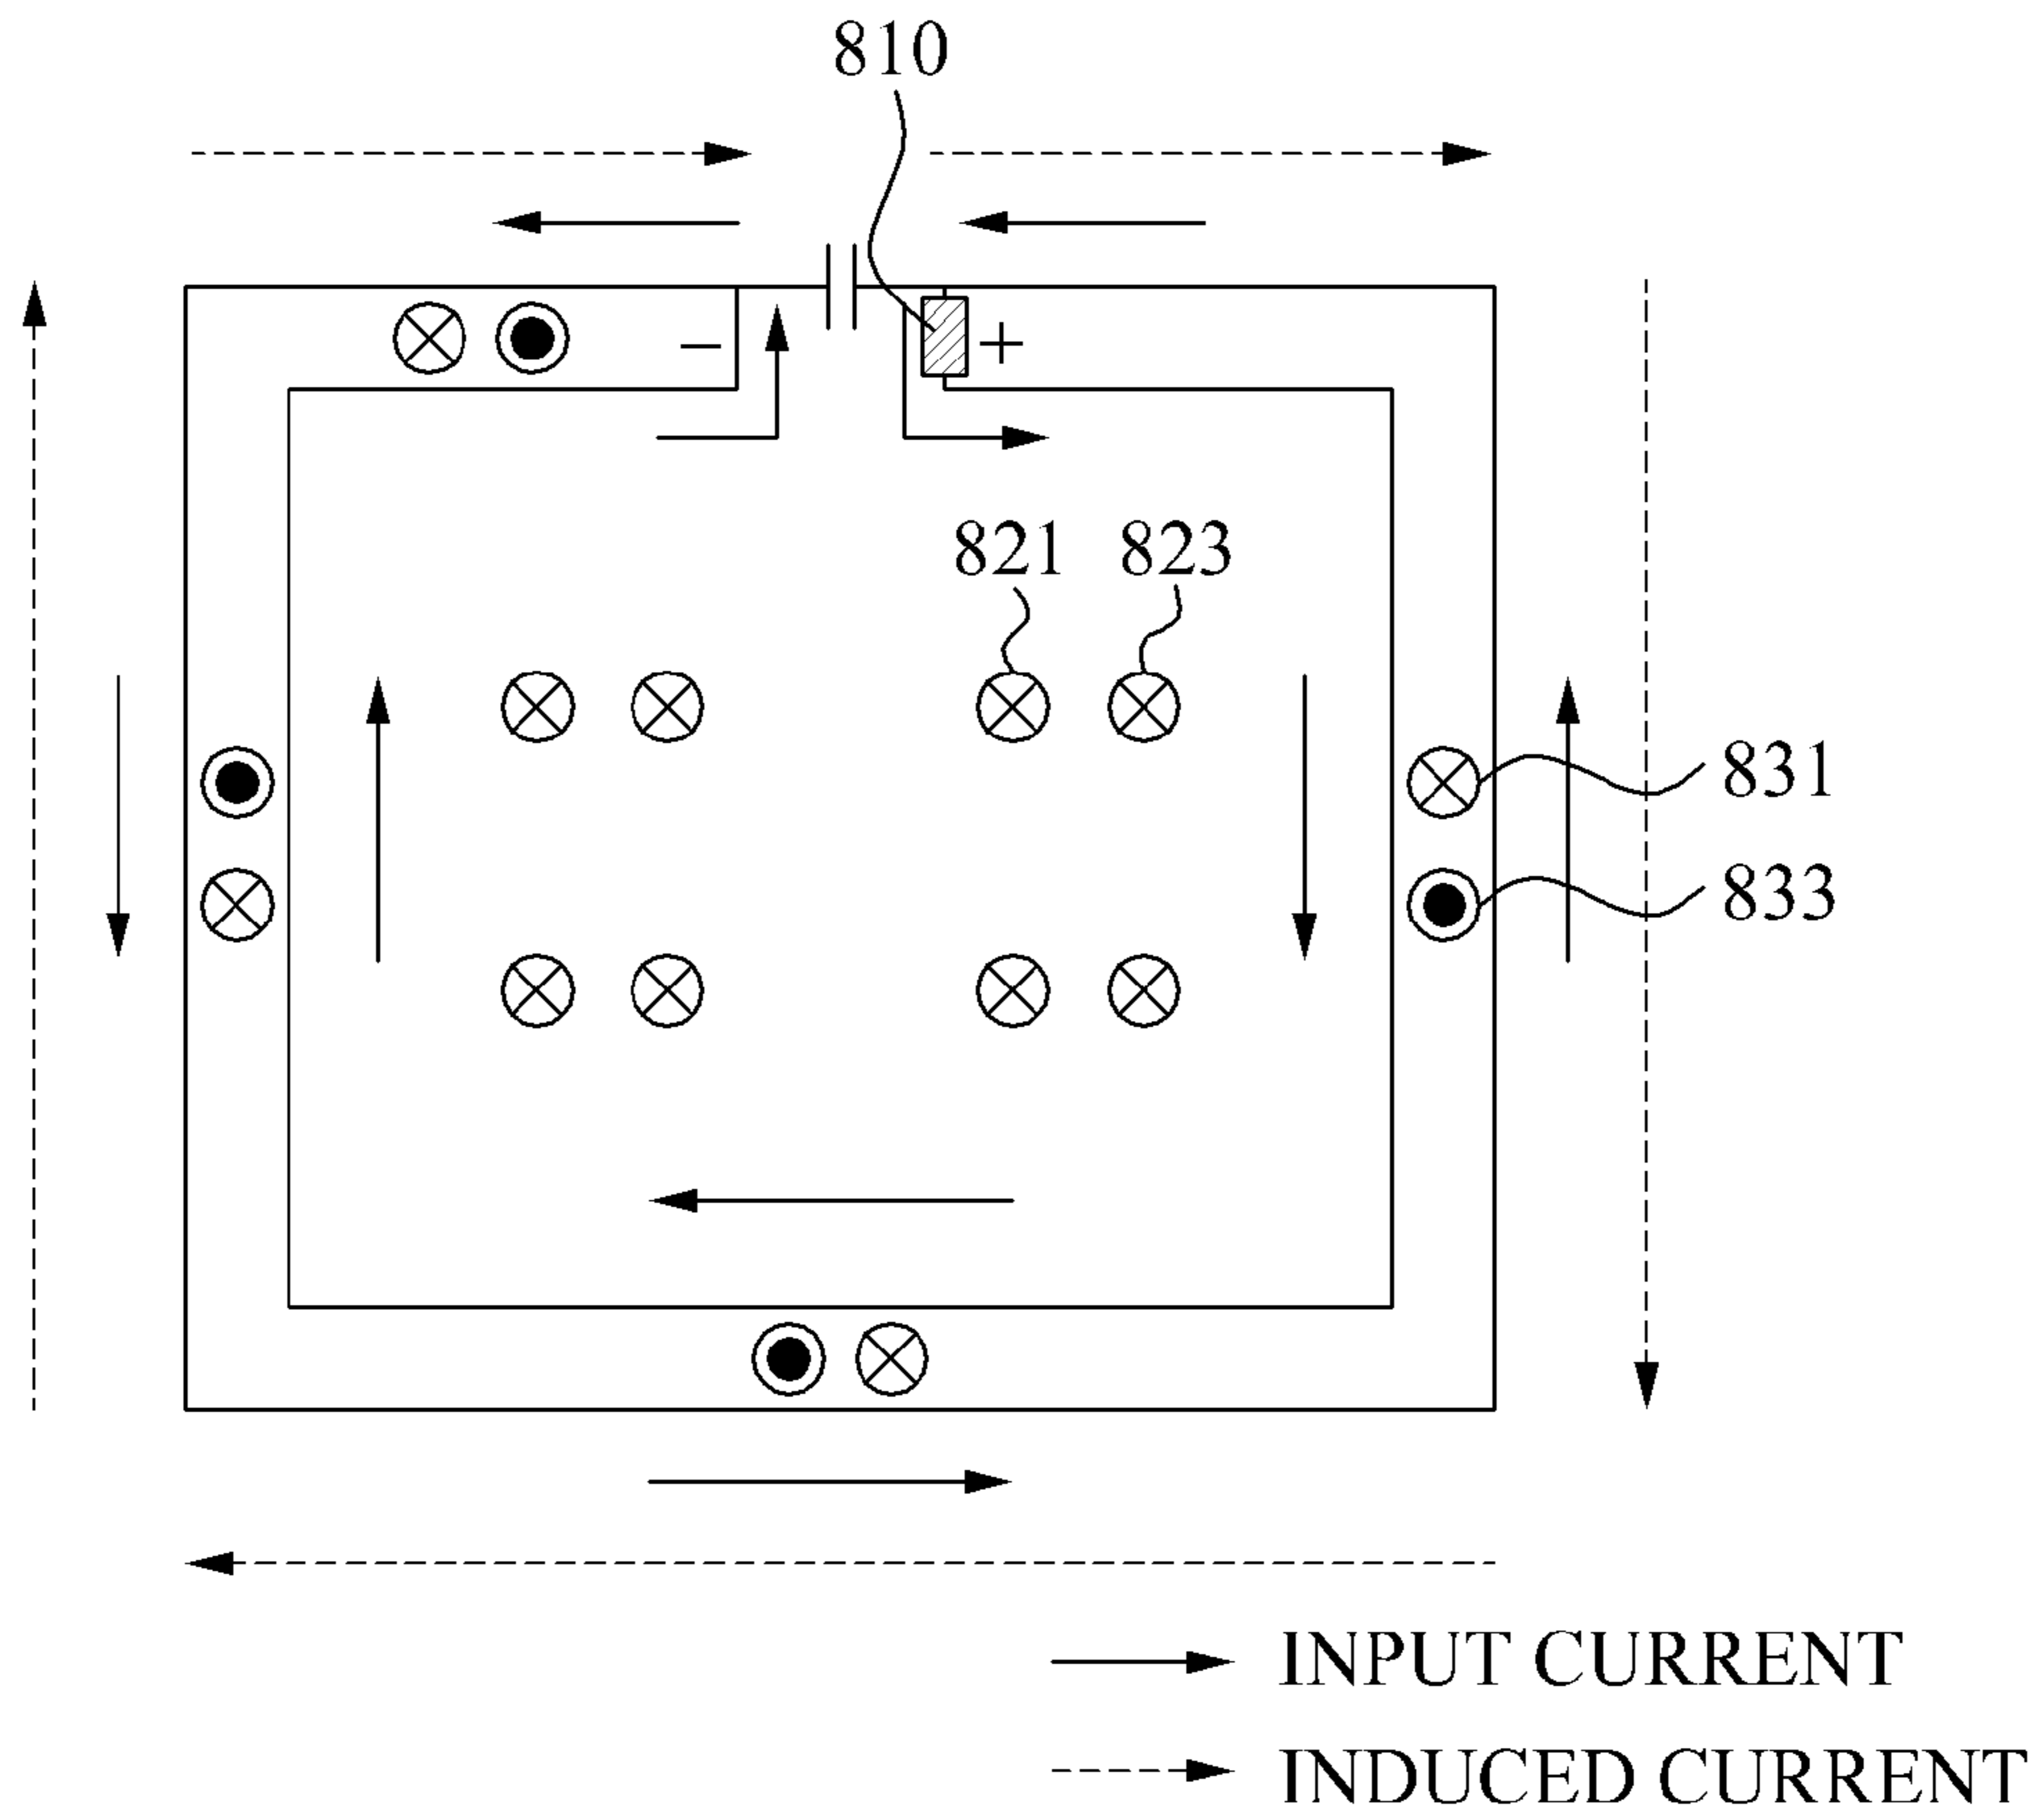 810
− +
821 823
831
833
INPUT CURRENT
INDUCED CURRENT